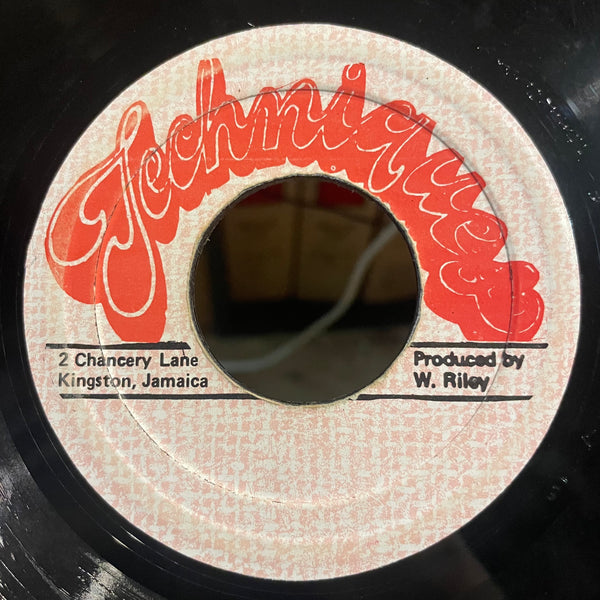 Techniques
2 Chancery Lane
Kingston, Jamaica
Produced by
W. Riley